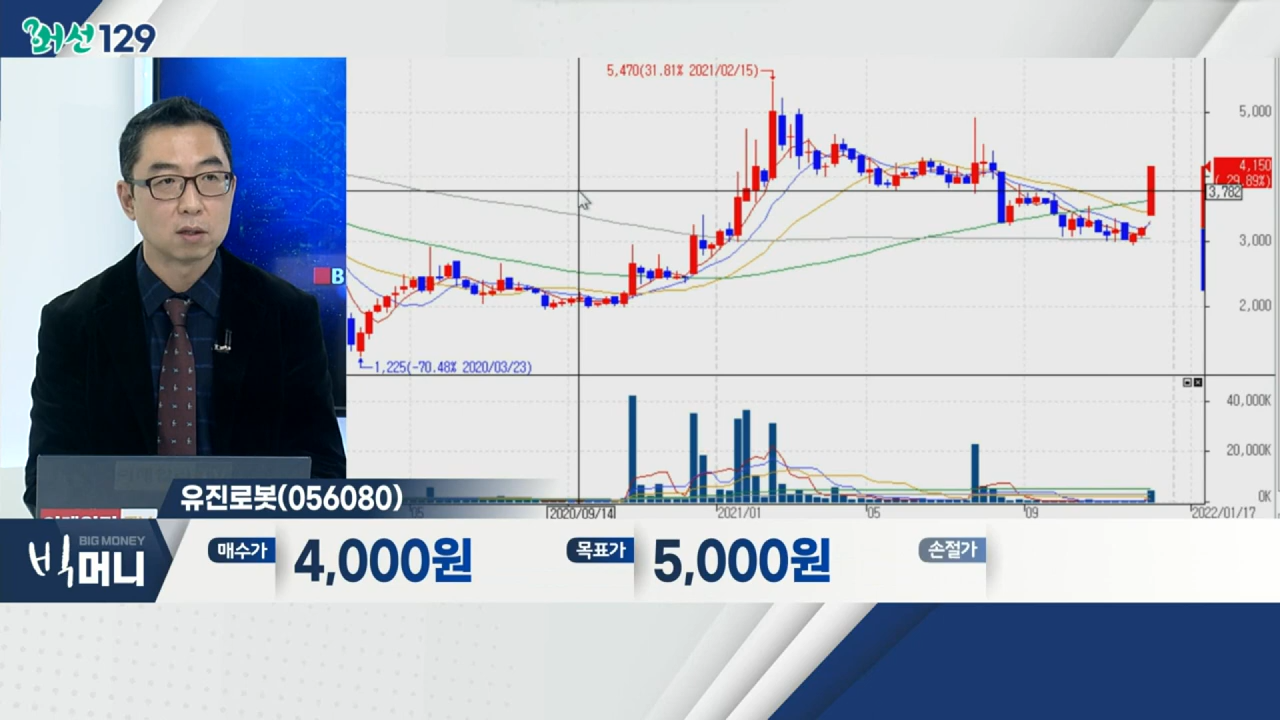 머선129
5,470(31.81% 2021/02/15)
5,000
4,150
( 29.89%)
3,782
3,000
2,000
1,225(-70.48% 2020/03/23)
B
40,000K
20,000K
0K
05
2020/09/14
2021/01
05
09
2022/01/17
유진로봇(056080)
BIG MONEY
빅머니
매수가
4,000원
목표가
5,000원
손절가